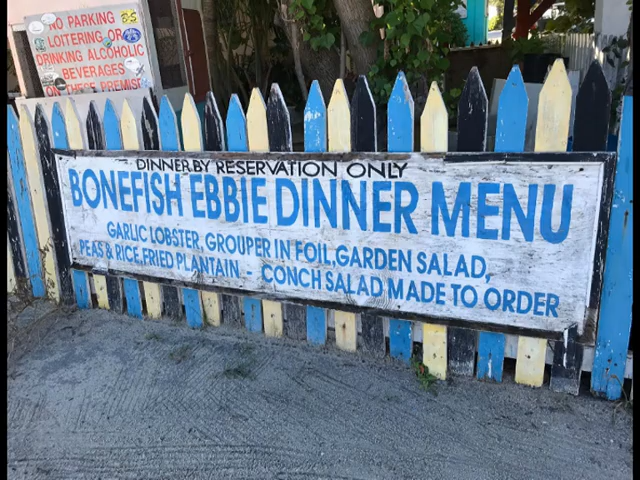 NO PARKING
LOITERING OR
DRINKING ALCOHOLIC
BEVERAGES
ON THESE PREMISES
DINNER BY RESERVATION ONLY
BONEFISH EBBIE DINNER MENU
GARLIC LOBSTER, GROUPER IN FOIL, GARDEN SALAD,
PEAS & RICE, FRIED PLANTAIN - CONCH SALAD MADE TO ORDER